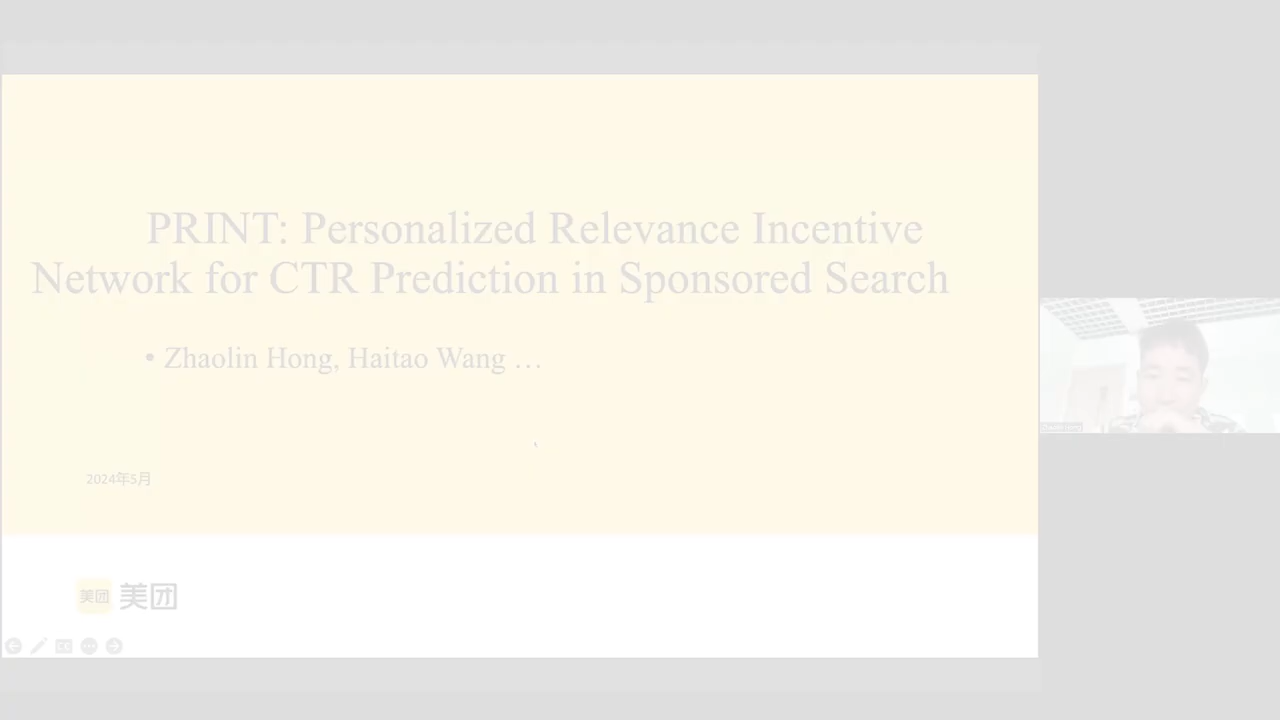 PRINT: Personalized Relevance Incentive
Network for CTR Prediction in Sponsored Search
• Zhaolin Hong, Haitao Wang …
2024年5月
美团 美团